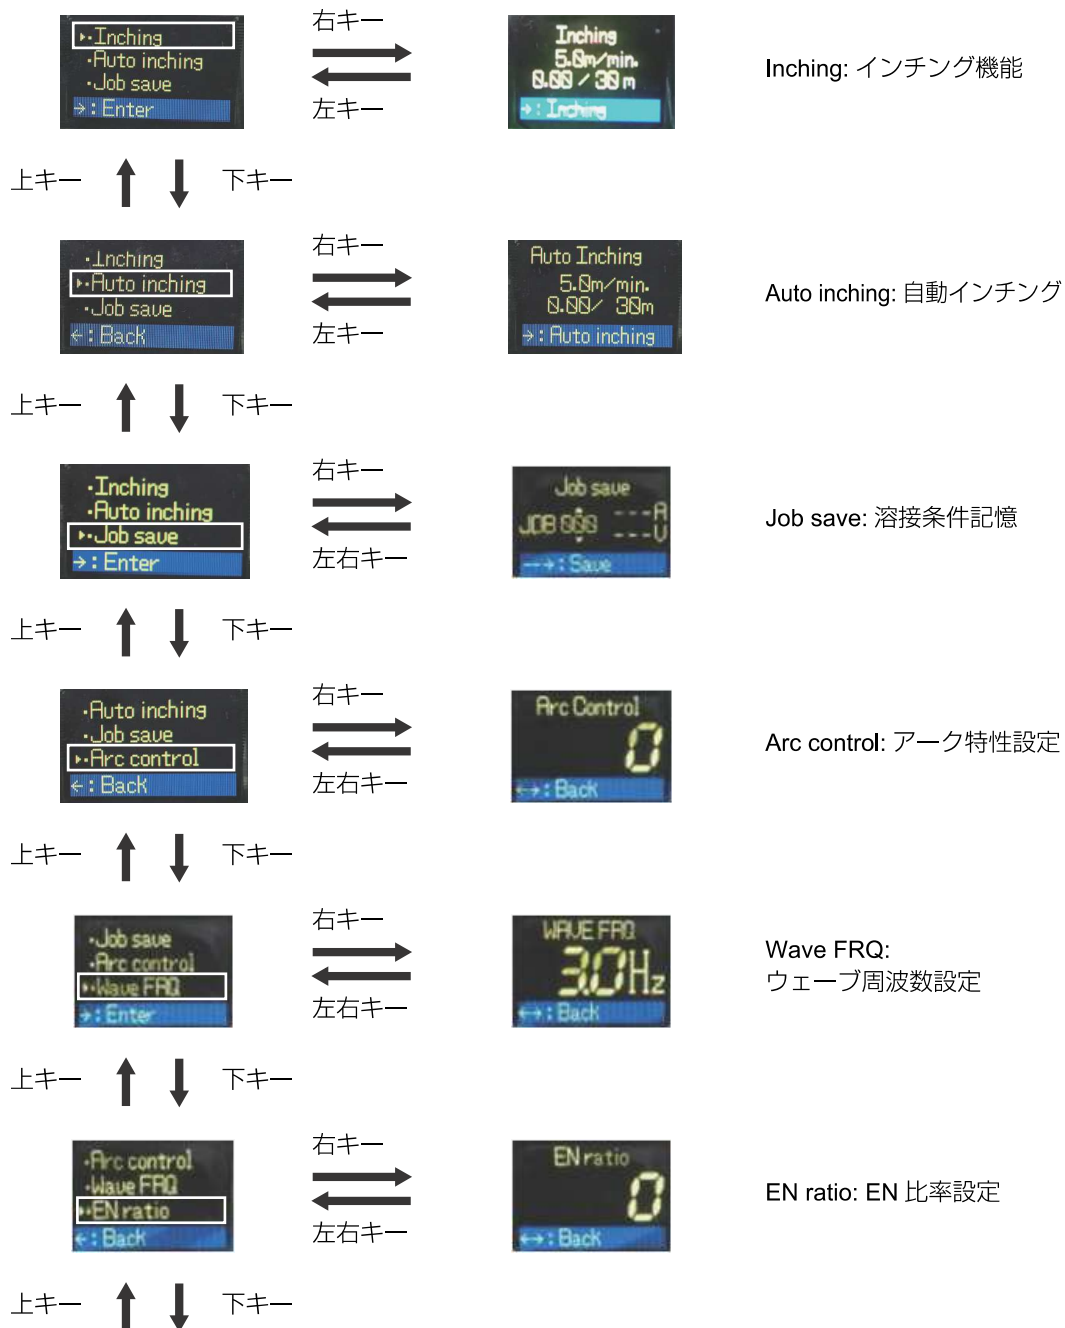 ▸·Inching
·Auto inching
·Job save
→: Enter
右キー
左キー
Inching
5.0m/min.
0.00 / 30 m
→: Inching
Inching: インチング機能
上キー
下キー
·Inching
▸·Auto inching
·Job save
←: Back
右キー
左キー
Auto Inching
5.0m/min.
0.00/ 30m
→: Auto inching
Auto inching: 自動インチング
上キー
下キー
·Inching
·Auto inching
▸·Job save
→: Enter
右キー
左右キー
Job save
JOB 000 ---A
---V
--→: Save
Job save: 溶接条件記憶
上キー
下キー
·Auto inching
·Job save
▸·Arc control
←: Back
右キー
左右キー
Arc Control
0
←→: Back
Arc control: アーク特性設定
上キー
下キー
·Job save
·Arc control
▸·Wave FRQ
→: Enter
右キー
左右キー
WAVE FRQ
3.0Hz
←→: Back
Wave FRQ:
ウェーブ周波数設定
上キー
下キー
·Arc control
·Wave FRQ
▸·EN ratio
←: Back
右キー
左右キー
EN ratio
0
←→: Back
EN ratio: EN 比率設定
上キー
下キー